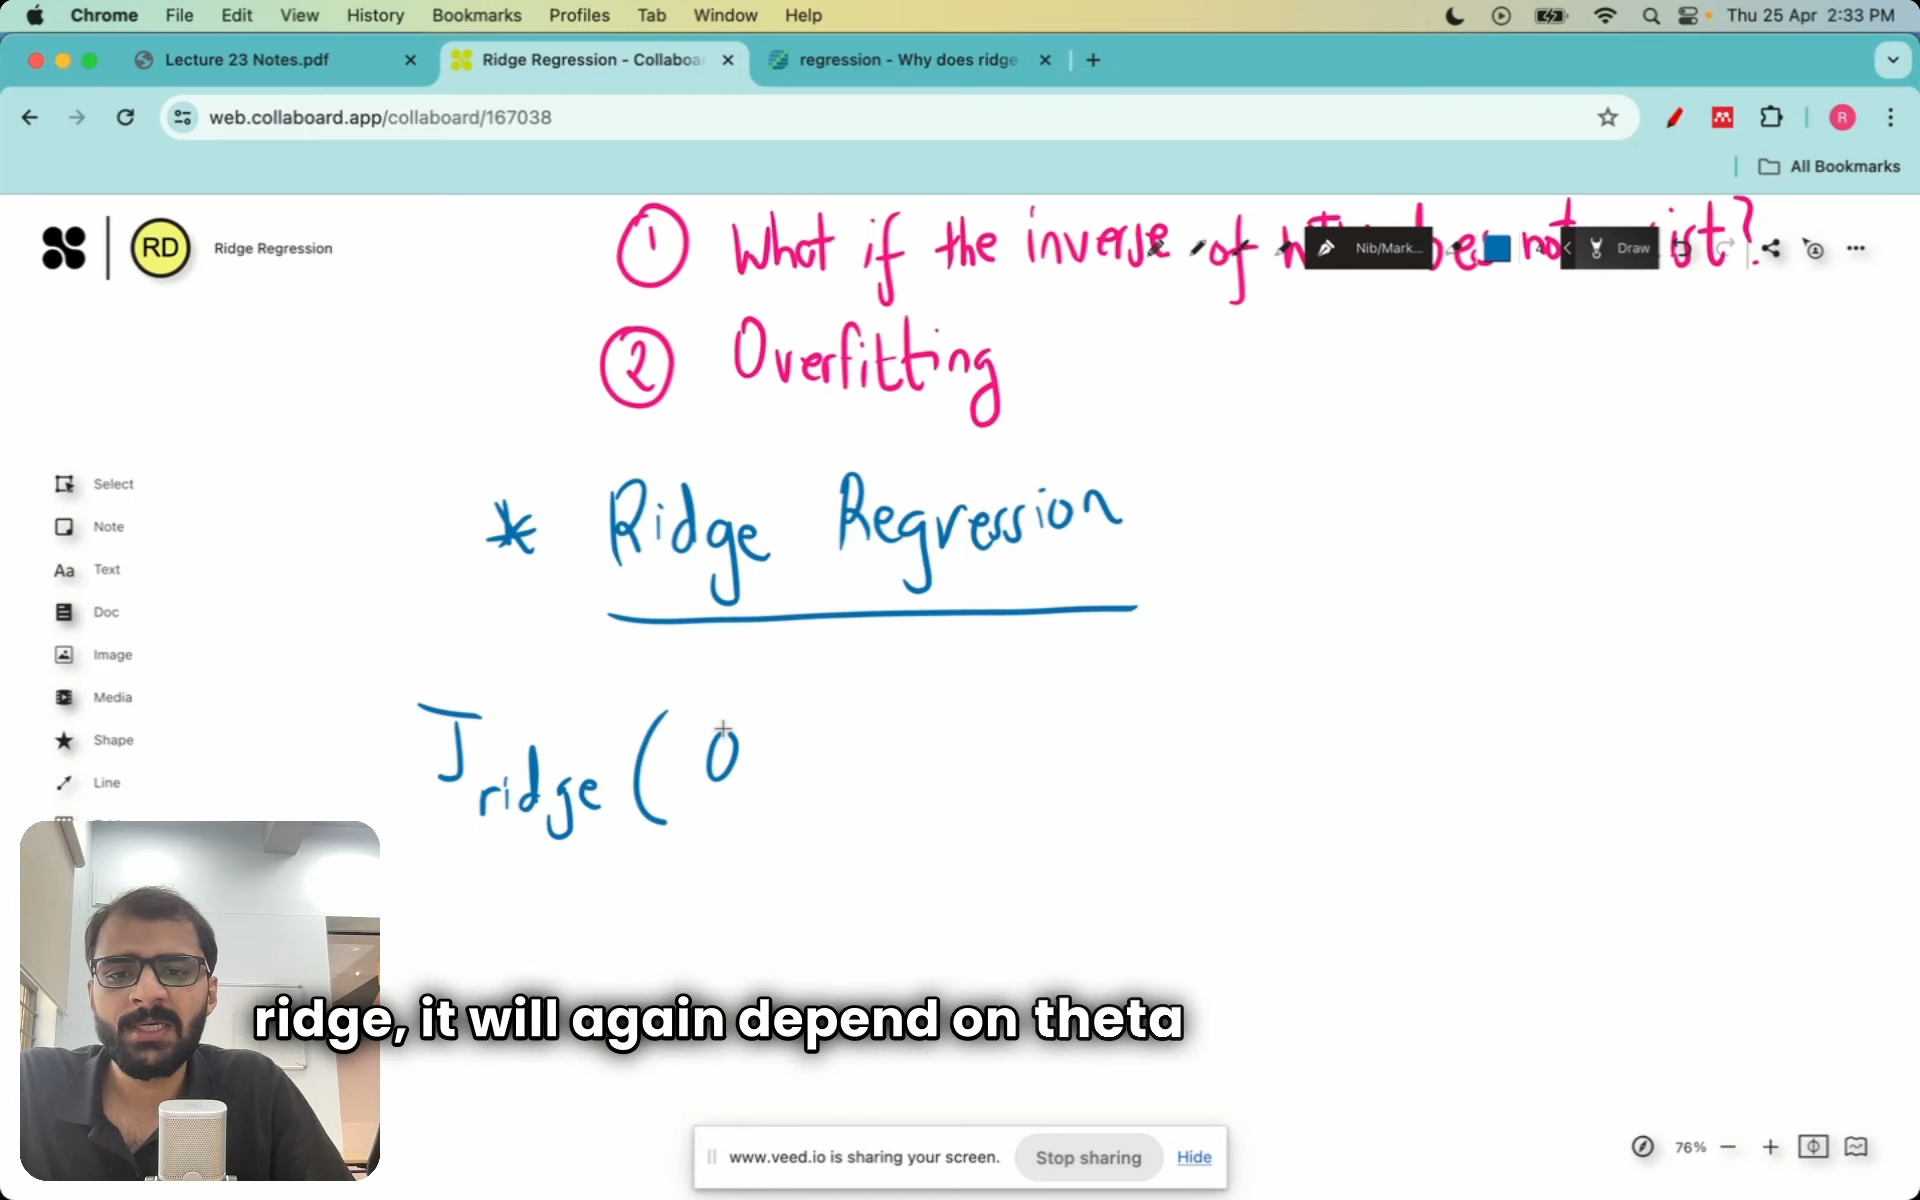 Chrome File Edit View History Bookmarks Profiles Tab Window Help Thu 25 Apr 2:33 PM
Lecture 23 Notes.pdf Ridge Regression - Collaboa regression - Why does ridge
web.collaboard.app/collaboard/167038
All Bookmarks
RD Ridge Regression
① What if the inverse of not ist?
Nib/Mark... Draw
② Overfitting
* Ridge Regression
Select
Note
Aa Text
Doc
Image
Media
Shape
Line
J ridge ( 0
ridge, it will again depend on theta
www.veed.io is sharing your screen. Stop sharing Hide
76%